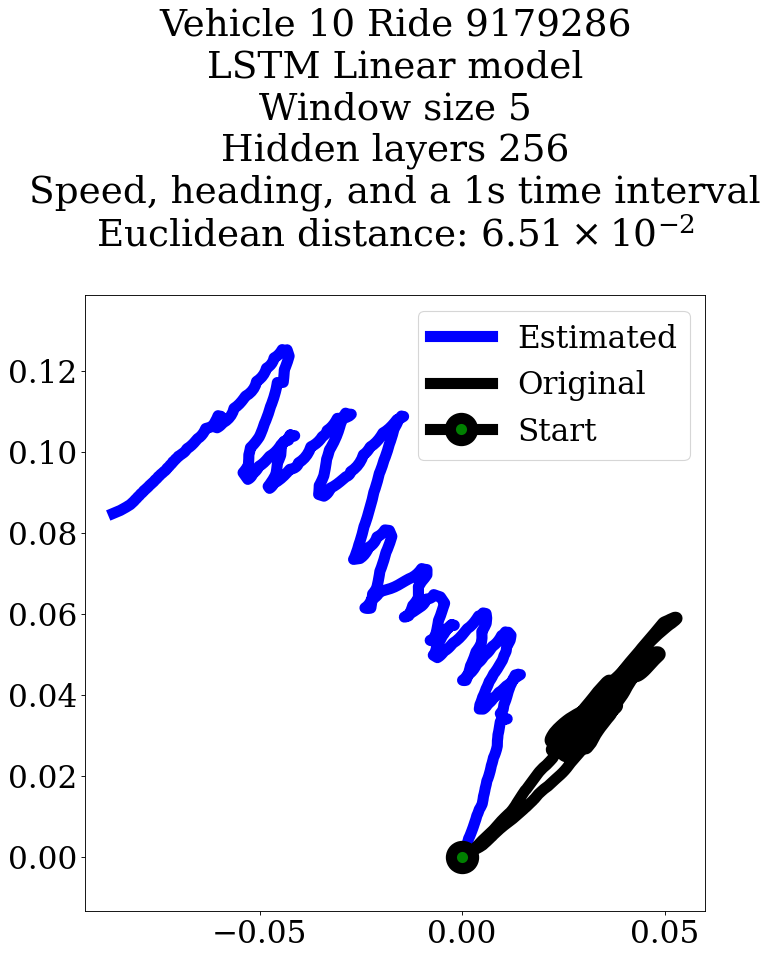 Vehicle 10 Ride 9179286
LSTM Linear model
Window size 5
Hidden layers 256
Speed, heading, and a 1s time interval
Euclidean distance: 6.51 × 10⁻²
Estimated
Original
Start
0.12
0.10
0.08
0.06
0.04
0.02
0.00
−0.05 0.00 0.05